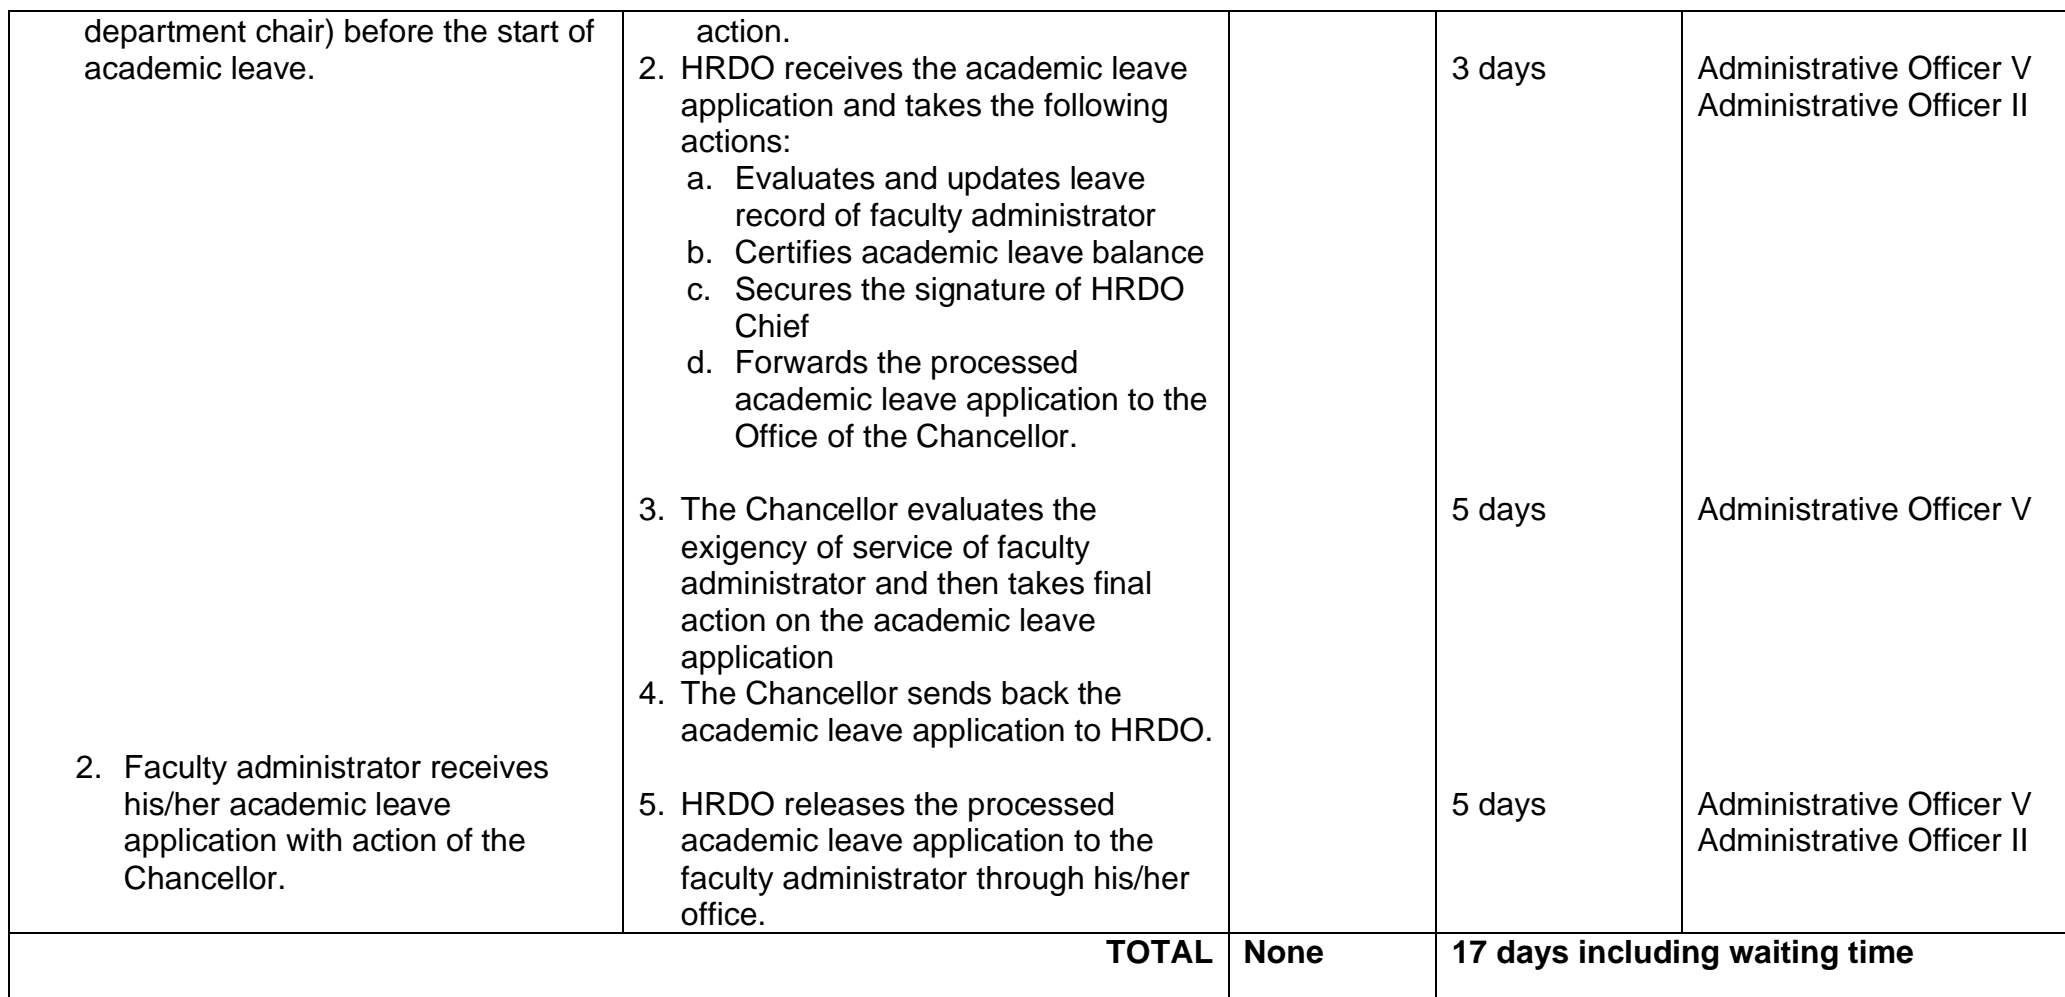 department chair) before the start of
academic leave.
action.
2. HRDO receives the academic leave
application and takes the following
actions:
a. Evaluates and updates leave
record of faculty administrator
b. Certifies academic leave balance
c. Secures the signature of HRDO
Chief
d. Forwards the processed
academic leave application to the
Office of the Chancellor.
3 days
Administrative Officer V
Administrative Officer II
3. The Chancellor evaluates the
exigency of service of faculty
administrator and then takes final
action on the academic leave
application
4. The Chancellor sends back the
academic leave application to HRDO.
5 days
Administrative Officer V
2. Faculty administrator receives
his/her academic leave
application with action of the
Chancellor.
5. HRDO releases the processed
academic leave application to the
faculty administrator through his/her
office.
5 days
Administrative Officer V
Administrative Officer II
TOTAL
None
17 days including waiting time